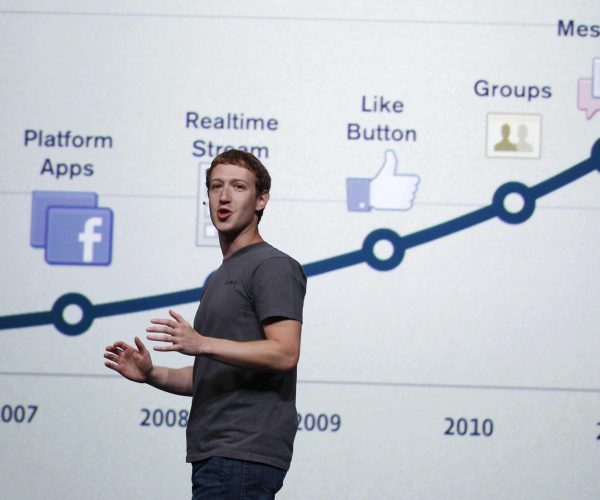 Mes
Groups
Like
Button
Realtime
Stream
Platform
Apps
f
007
2008
2009
2010